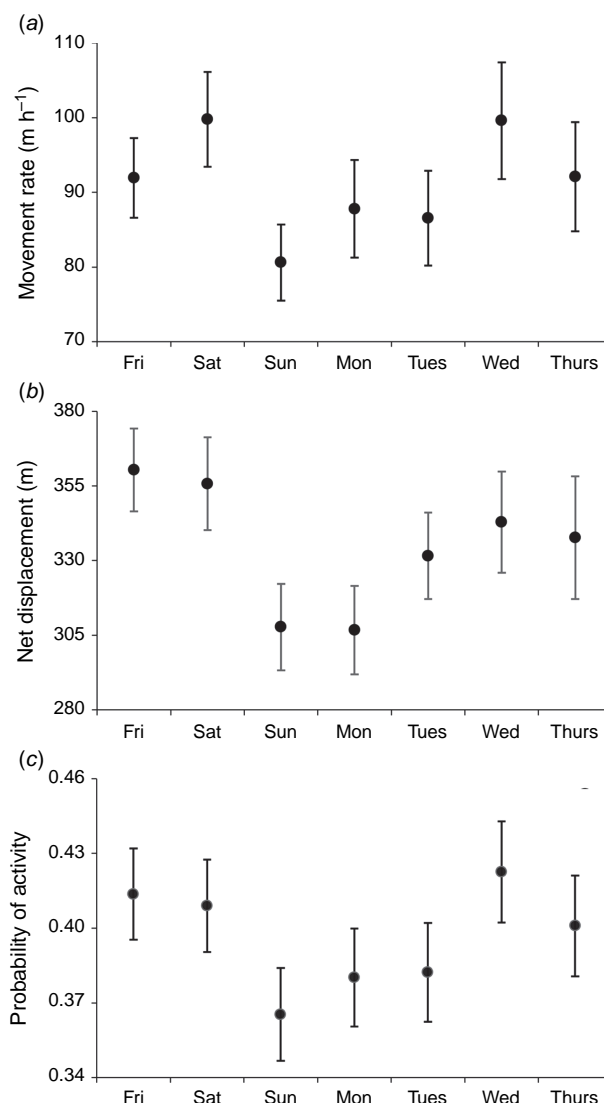 (a)
Movement rate (m h⁻¹)
110
100
90
80
70
Fri Sat Sun Mon Tues Wed Thurs
(b)
Net displacement (m)
380
355
330
305
280
Fri Sat Sun Mon Tues Wed Thurs
(c)
Probability of activity
0.46
0.43
0.40
0.37
0.34
Fri Sat Sun Mon Tues Wed Thurs